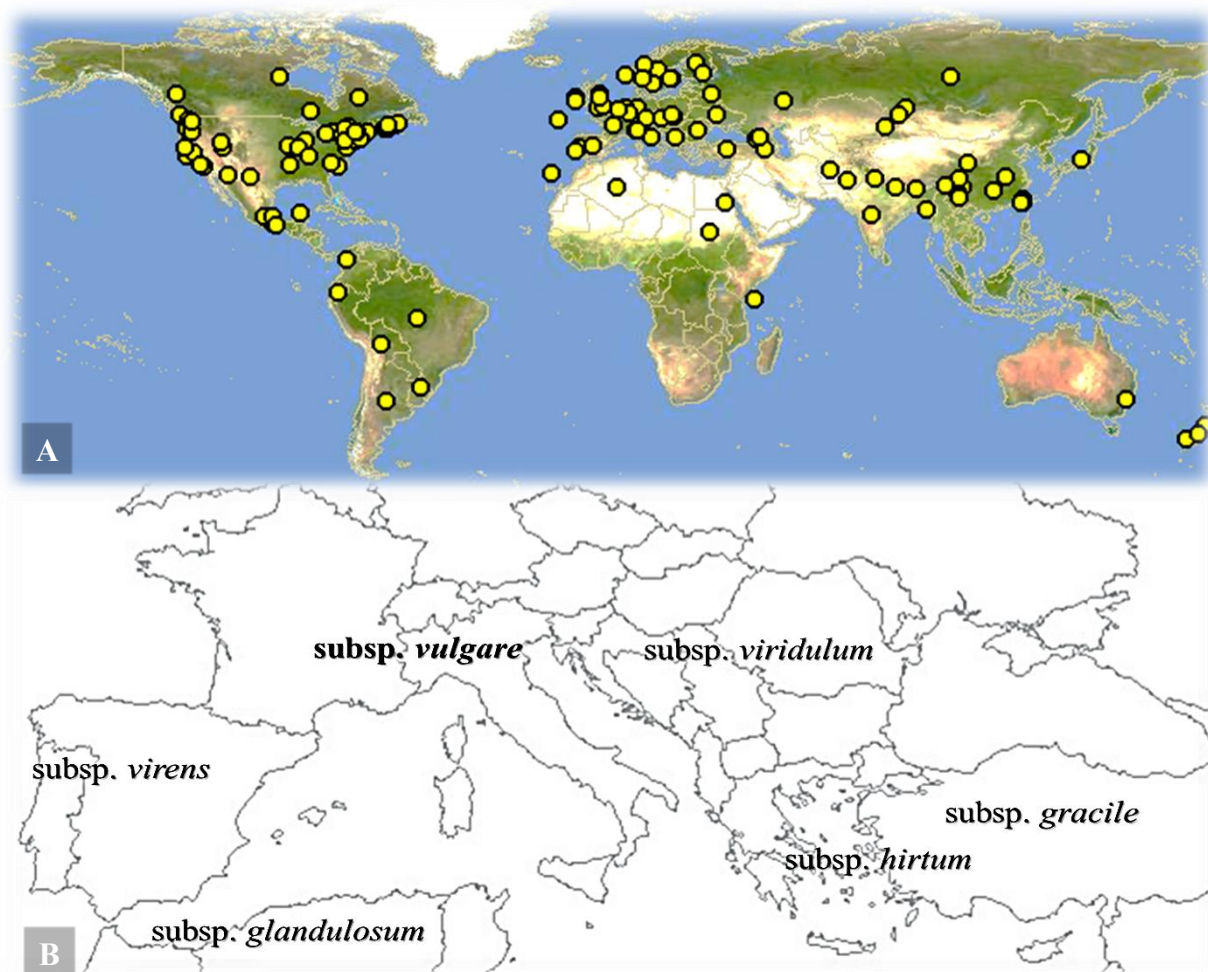 A
subsp. vulgare
subsp. viridulum
subsp. virens
subsp. gracile
subsp. hirtum
subsp. glandulosum
B